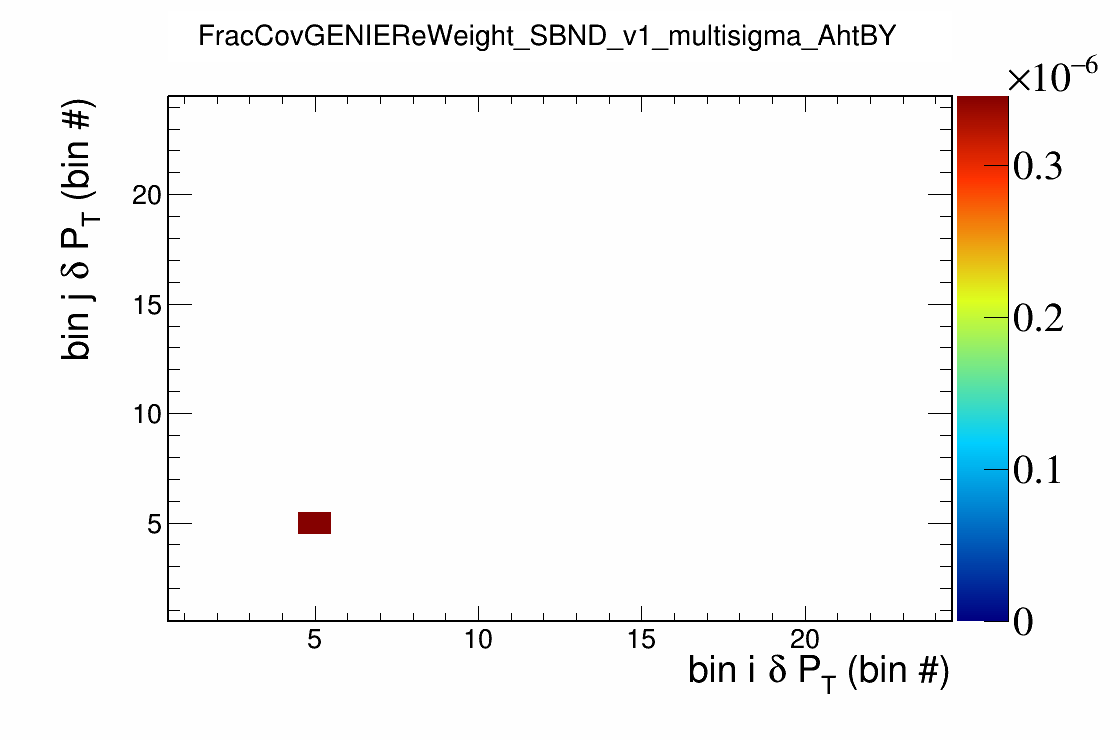 FracCovGENIEReWeight_SBND_v1_multisigma_AhtBY
×10⁻⁶
bin j δ P_T (bin #)
20
15
10
5
0.3
0.2
0.1
0
5 10 15 20
bin i δ P_T (bin #)